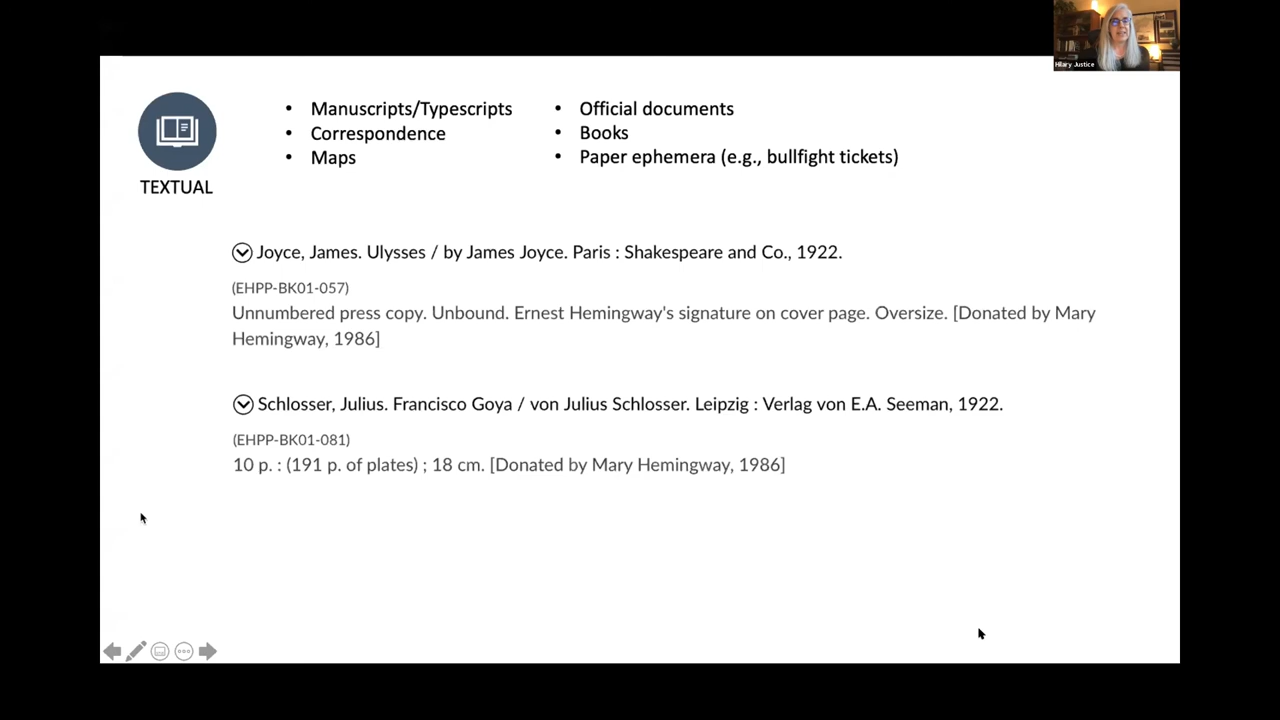 Hilary Justice
• Manuscripts/Typescripts
• Correspondence
• Maps
• Official documents
• Books
• Paper ephemera (e.g., bullfight tickets)
TEXTUAL
Joyce, James. Ulysses / by James Joyce. Paris : Shakespeare and Co., 1922.
(EHPP-BK01-057)
Unnumbered press copy. Unbound. Ernest Hemingway's signature on cover page. Oversize. [Donated by Mary
Hemingway, 1986]
Schlosser, Julius. Francisco Goya / von Julius Schlosser. Leipzig : Verlag von E.A. Seeman, 1922.
(EHPP-BK01-081)
10 p. : (191 p. of plates) ; 18 cm. [Donated by Mary Hemingway, 1986]